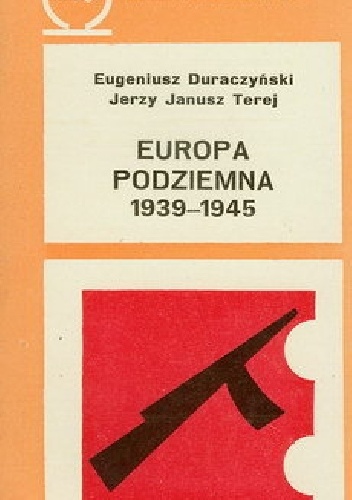 Eugeniusz Duraczyński
Jerzy Janusz Terej
EUROPA
PODZIEMNA
1939–1945